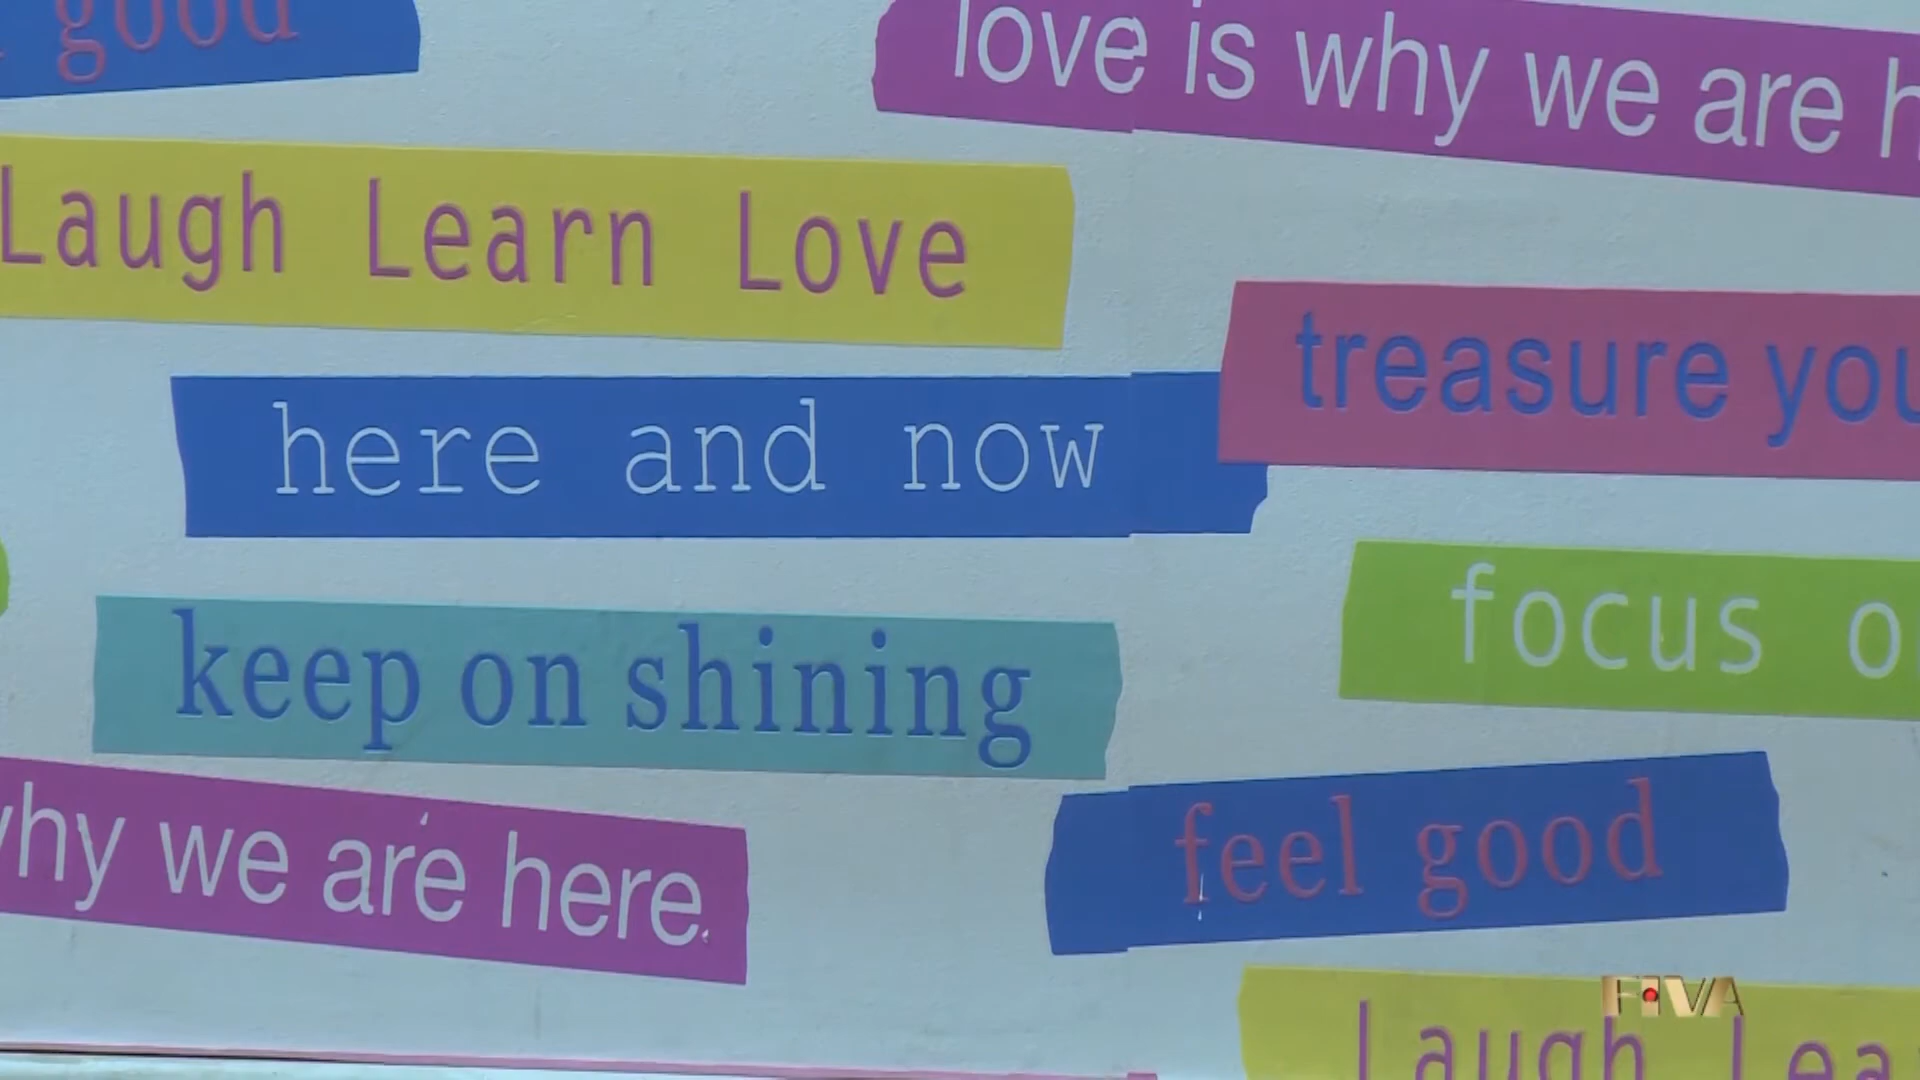 good
love is why we are h
Laugh Learn Love
treasure you
here and now
focus o
keep on shining
why we are here.
feel good
FIVA
Laugh Lea